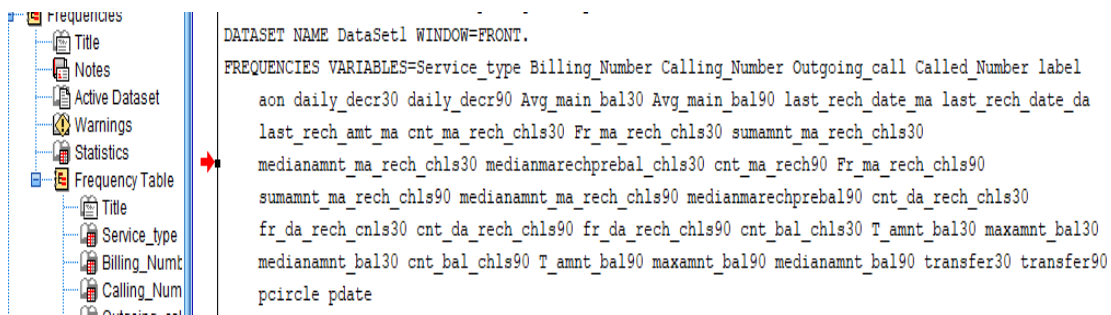 Frequencies
Title
Notes
Active Dataset
Warnings
Statistics
Frequency Table
Title
Service_type
Billing_Numb
Calling_Num
DATASET NAME DataSet1 WINDOW=FRONT.
FREQUENCIES VARIABLES=Service_type Billing_Number Calling_Number Outgoing_call Called_Number label
aon daily_decr30 daily_decr90 Avg_main_bal30 Avg_main_bal90 last_rech_date_ma last_rech_date_da
last_rech_amt_ma cnt_ma_rech_chls30 Fr_ma_rech_chls30 sumamnt_ma_rech_chls30
medianamnt_ma_rech_chls30 medianmarechprebal_chls30 cnt_ma_rech90 Fr_ma_rech_chls90
sumamnt_ma_rech_chls90 medianamnt_ma_rech_chls90 medianmarechprebal90 cnt_da_rech_chls30
fr_da_rech_cnls30 cnt_da_rech_chls90 fr_da_rech_chls90 cnt_bal_chls30 T_amnt_bal30 maxamnt_bal30
medianamnt_bal30 cnt_bal_chls90 T_amnt_bal90 maxamnt_bal90 medianamnt_bal90 transfer30 transfer90
pcircle pdate